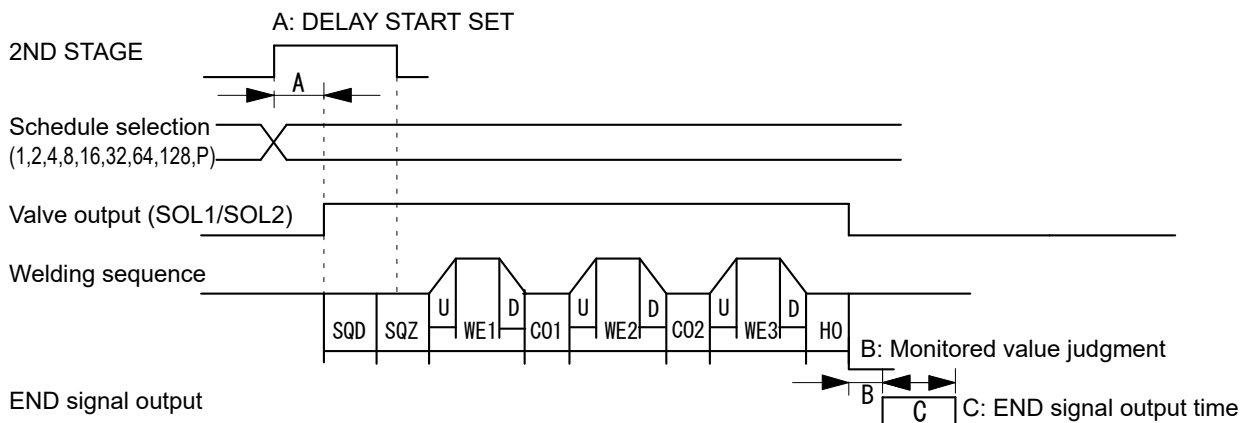 A: DELAY START SET
2ND STAGE
A
Schedule selection
(1,2,4,8,16,32,64,128,P)
Valve output (SOL1/SOL2)
Welding sequence
U D U D U D
SQD SQZ WE1 CO1 WE2 CO2 WE3 HO
B: Monitored value judgment
B
END signal output
C C: END signal output time